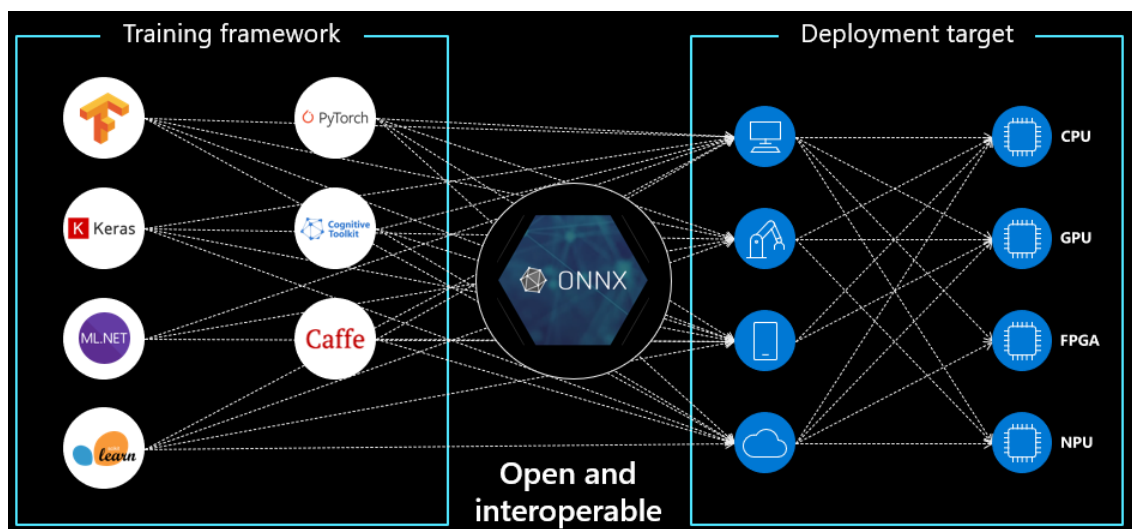 Training framework
Deployment target
PyTorch
CPU
K Keras
Cognitive
Toolkit
GPU
ONNX
ML.NET
Caffe
FPGA
learn
NPU
Open and
interoperable